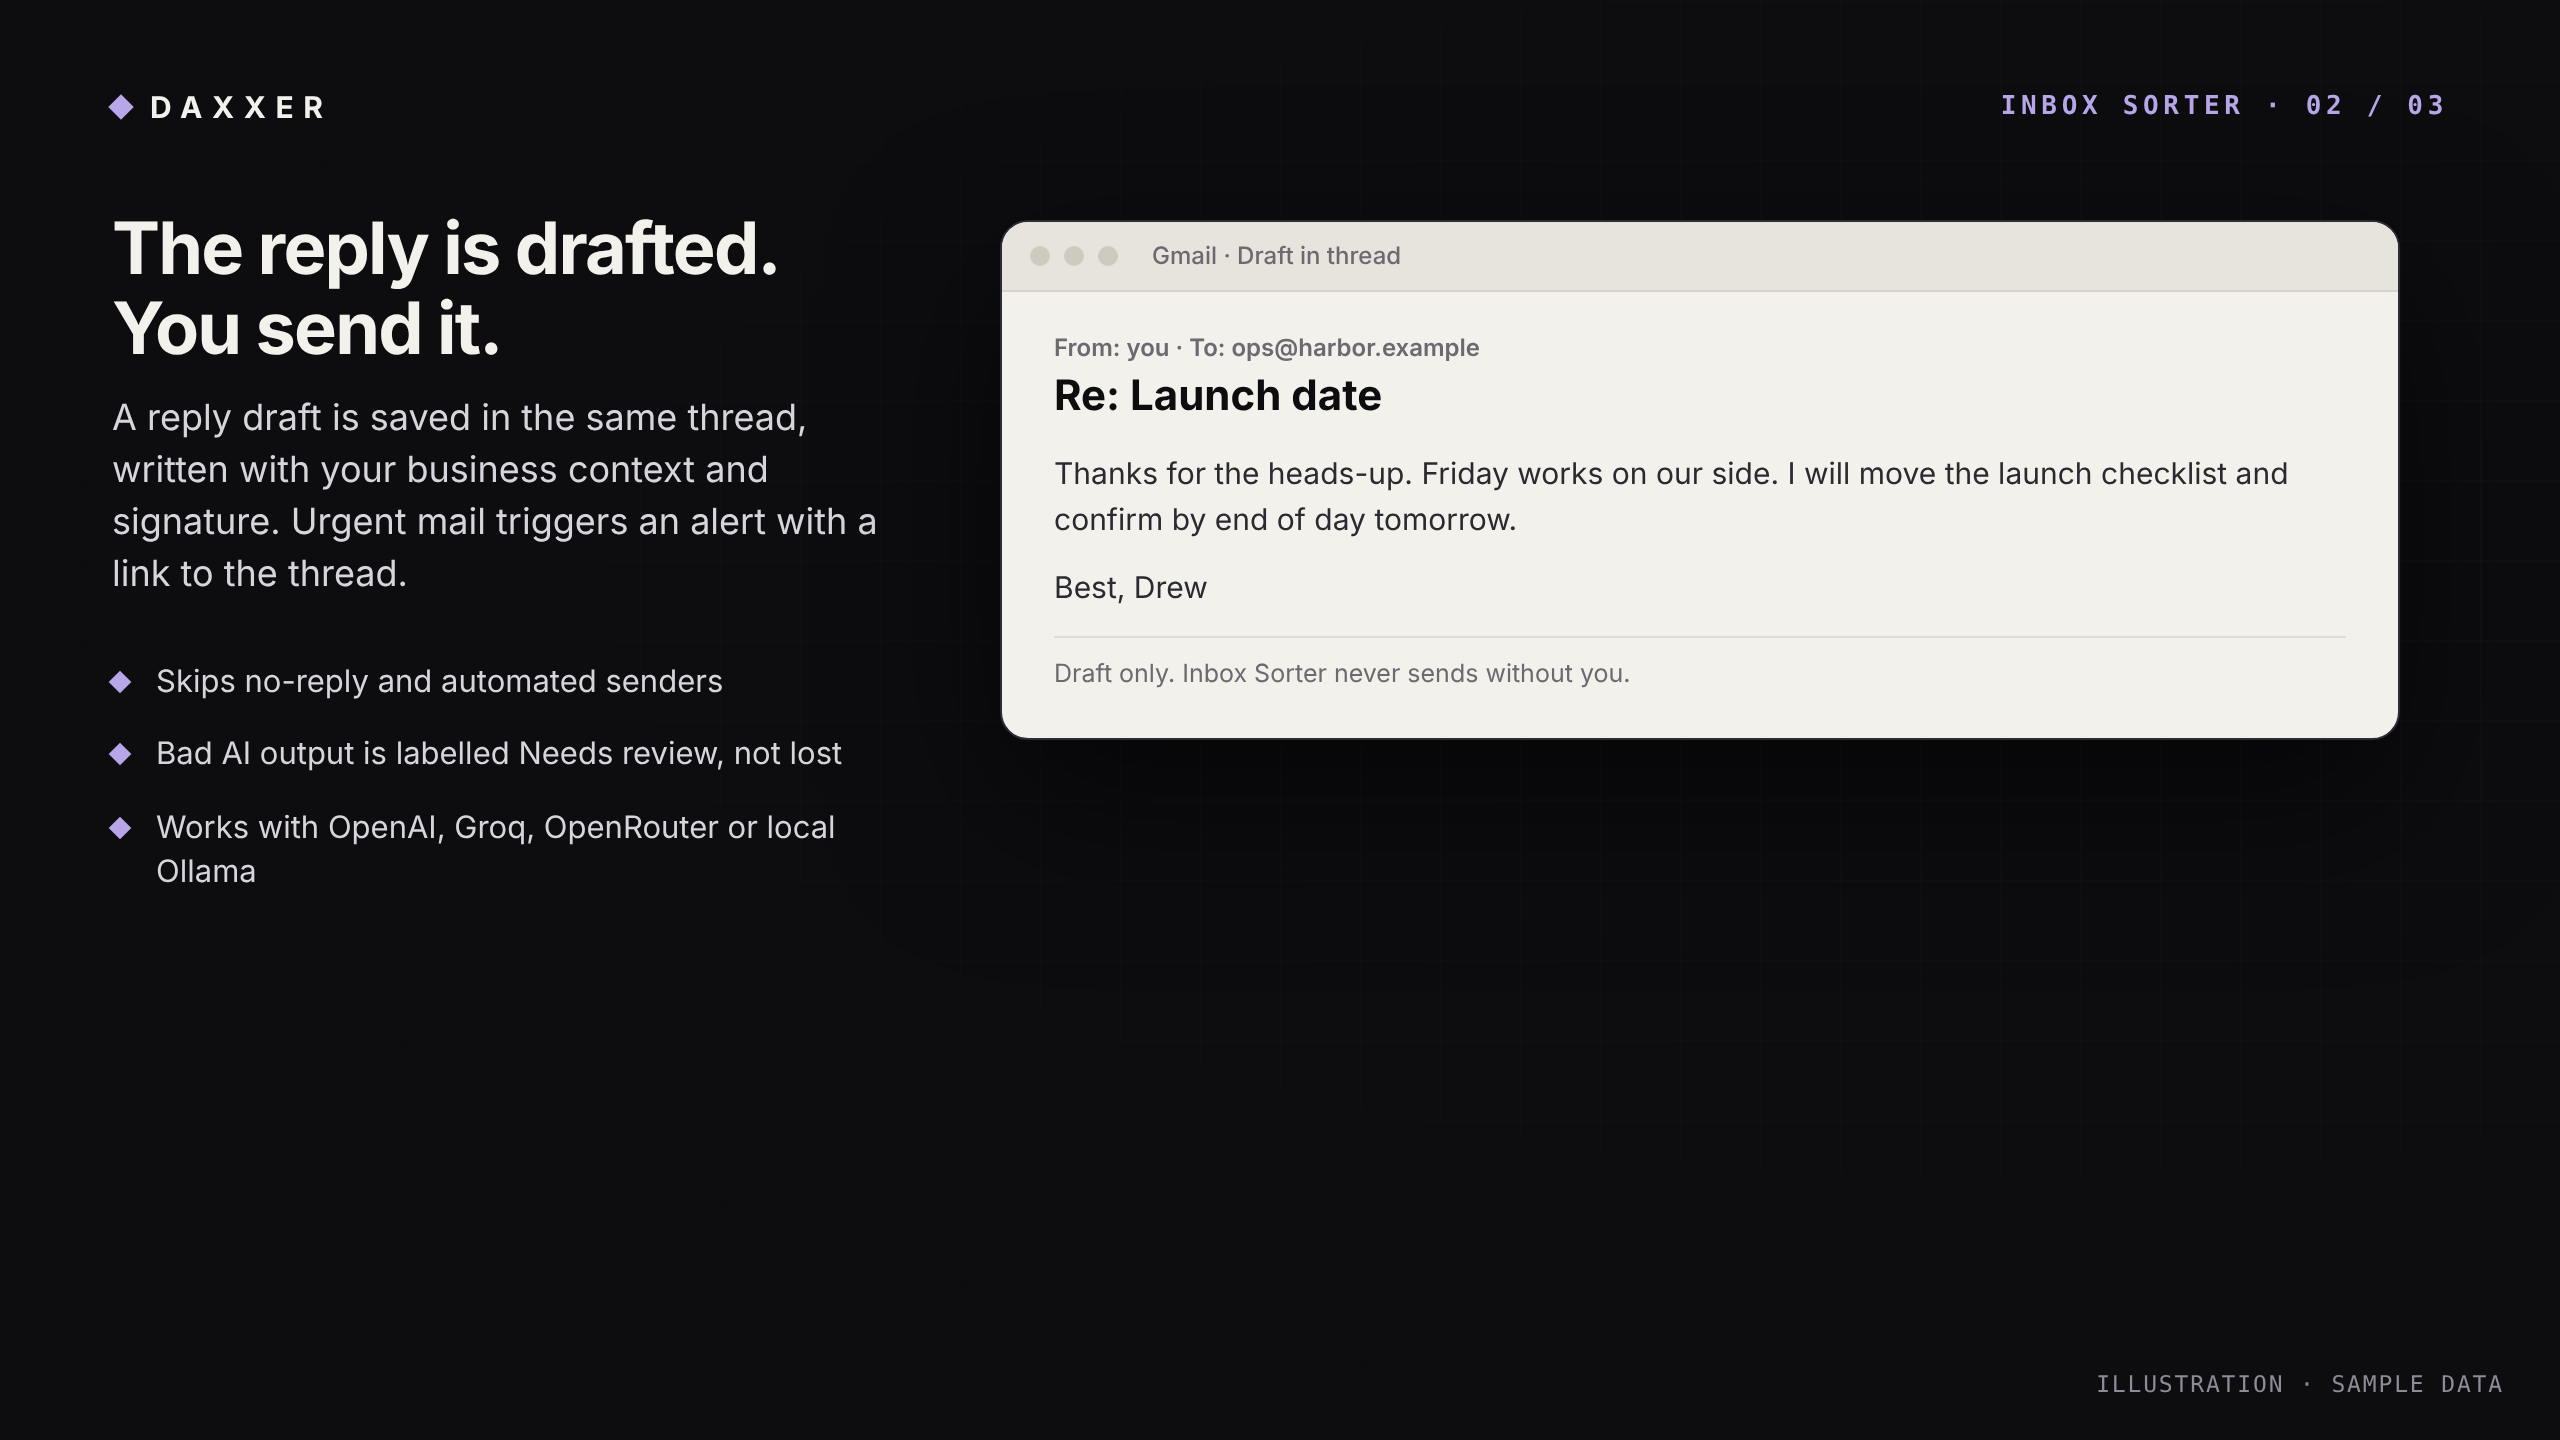 DAXXER
INBOX SORTER · 02 / 03
The reply is drafted.
You send it.
A reply draft is saved in the same thread,
written with your business context and
signature. Urgent mail triggers an alert with a
link to the thread.
Skips no-reply and automated senders
Bad AI output is labelled Needs review, not lost
Works with OpenAI, Groq, OpenRouter or local
Ollama
Gmail · Draft in thread
From: you · To: ops@harbor.example
Re: Launch date
Thanks for the heads-up. Friday works on our side. I will move the launch checklist and
confirm by end of day tomorrow.
Best, Drew
Draft only. Inbox Sorter never sends without you.
ILLUSTRATION · SAMPLE DATA